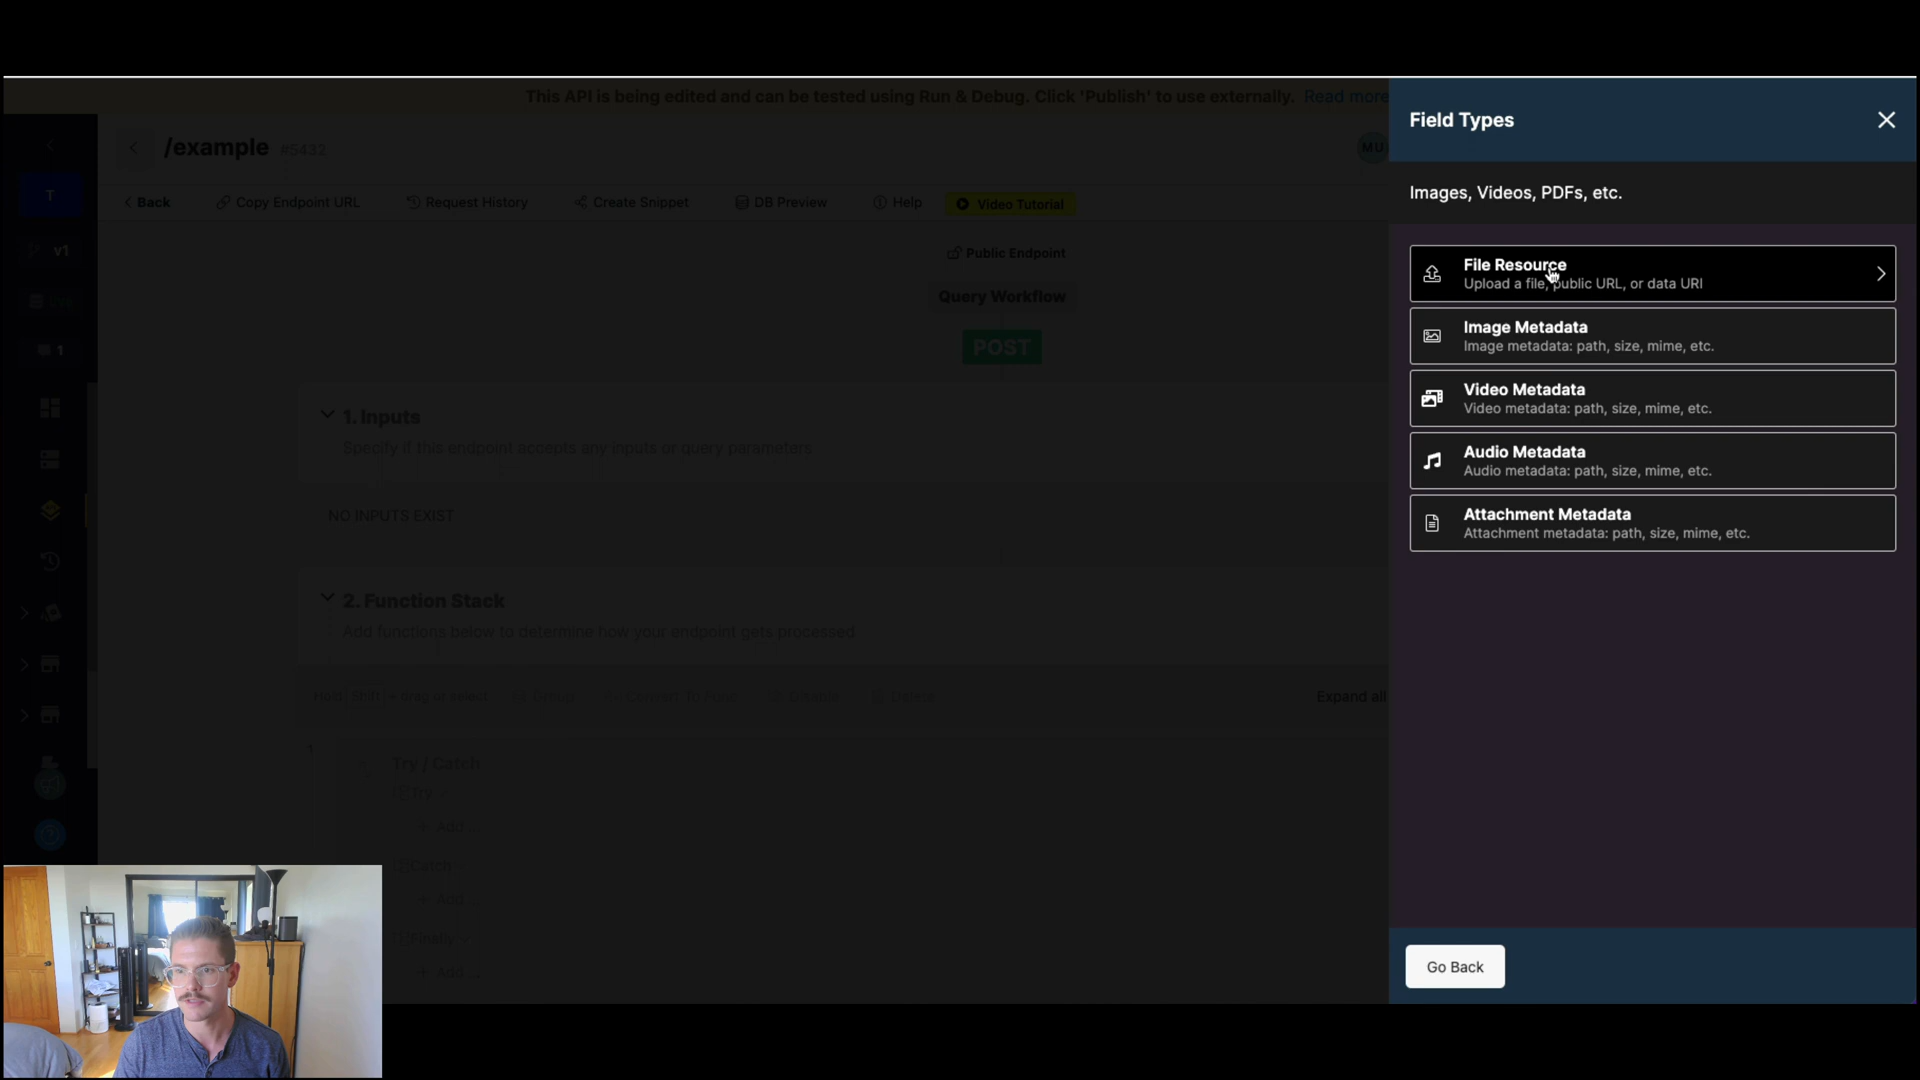 This API is being edited and can be tested using Run & Debug. Click 'Publish' to use externally. Read more
Field Types
/example #5432
MU
T
Back
Copy Endpoint URL
Request History
Create Snippet
DB Preview
Help
Video Tutorial
Images, Videos, PDFs, etc.
v1
Public Endpoint
Query Workflow
POST
1
File Resource
Upload a file, public URL, or data URI
Image Metadata
Image metadata: path, size, mime, etc.
Video Metadata
Video metadata: path, size, mime, etc.
Audio Metadata
Audio metadata: path, size, mime, etc.
Attachment Metadata
Attachment metadata: path, size, mime, etc.
1. Inputs
Specify if this endpoint accepts any inputs or query parameters
NO INPUTS EXIST
2. Function Stack
Add functions below to determine how your endpoint gets processed
Hold Shift + drag or select
Group
Delete
Expand all
Try / Catch
Try
+ Add
Catch
+ Add
Finally
+ Add
Go Back